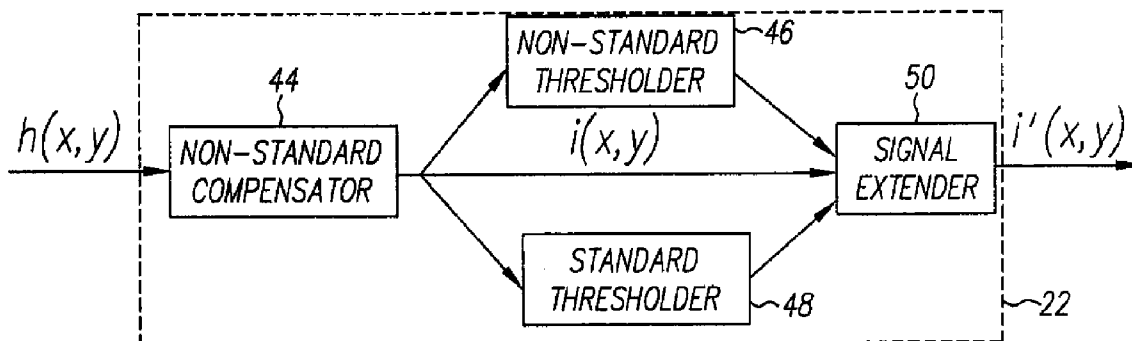 NON-STANDARD
THRESHOLDER
46
44
50
h(x,y)
NON-STANDARD
COMPENSATOR
i(x,y)
SIGNAL
EXTENDER
i'(x,y)
STANDARD
THRESHOLDER
48
22